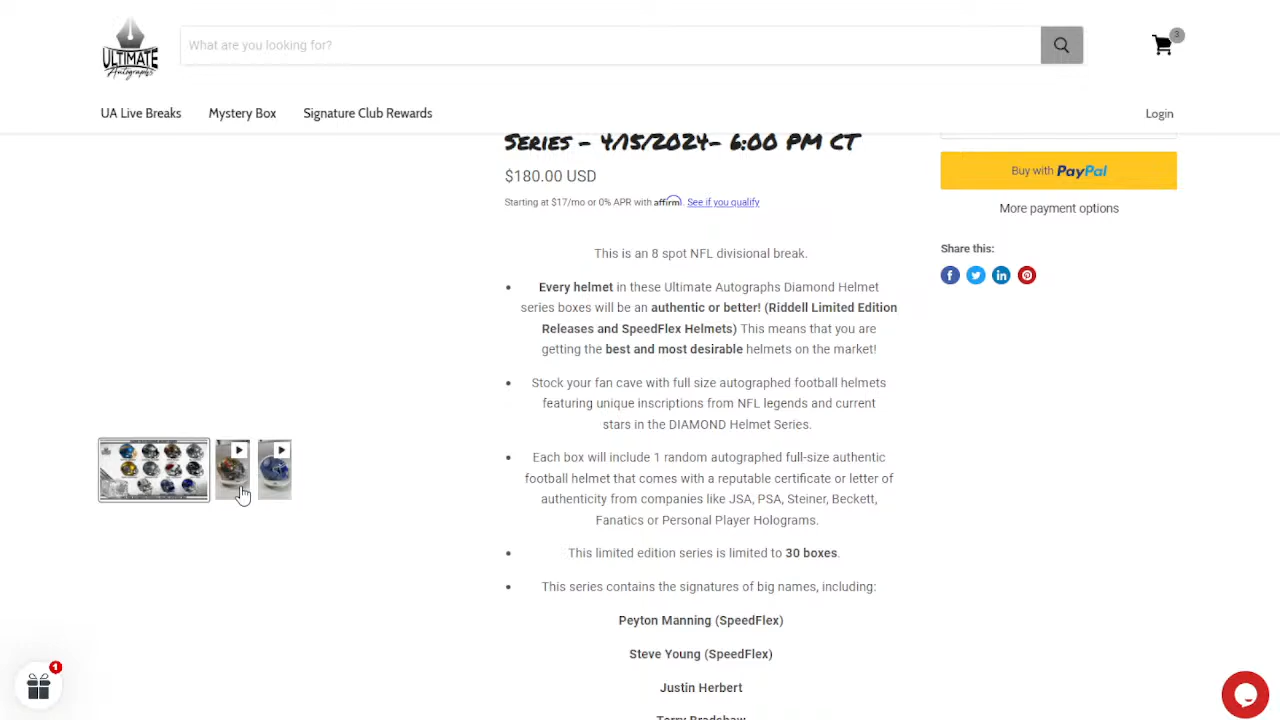 ULTIMATE
Autographs
What are you looking for?
3
UA Live Breaks
Mystery Box
Signature Club Rewards
Login
Series - 4/15/2024- 6:00 PM CT
$180.00 USD
Starting at $17/mo or 0% APR with affirm. See if you qualify
Buy with PayPal
More payment options
Share this:
This is an 8 spot NFL divisional break.
Every helmet in these Ultimate Autographs Diamond Helmet
series boxes will be an authentic or better! (Riddell Limited Edition
Releases and SpeedFlex Helmets) This means that you are
getting the best and most desirable helmets on the market!
Stock your fan cave with full size autographed football helmets
featuring unique inscriptions from NFL legends and current
stars in the DIAMOND Helmet Series.
Each box will include 1 random autographed full-size authentic
football helmet that comes with a reputable certificate or letter of
authenticity from companies like JSA, PSA, Steiner, Beckett,
Fanatics or Personal Player Holograms.
This limited edition series is limited to 30 boxes.
This series contains the signatures of big names, including:
Peyton Manning (SpeedFlex)
Steve Young (SpeedFlex)
Justin Herbert
Terry Bradshaw
1